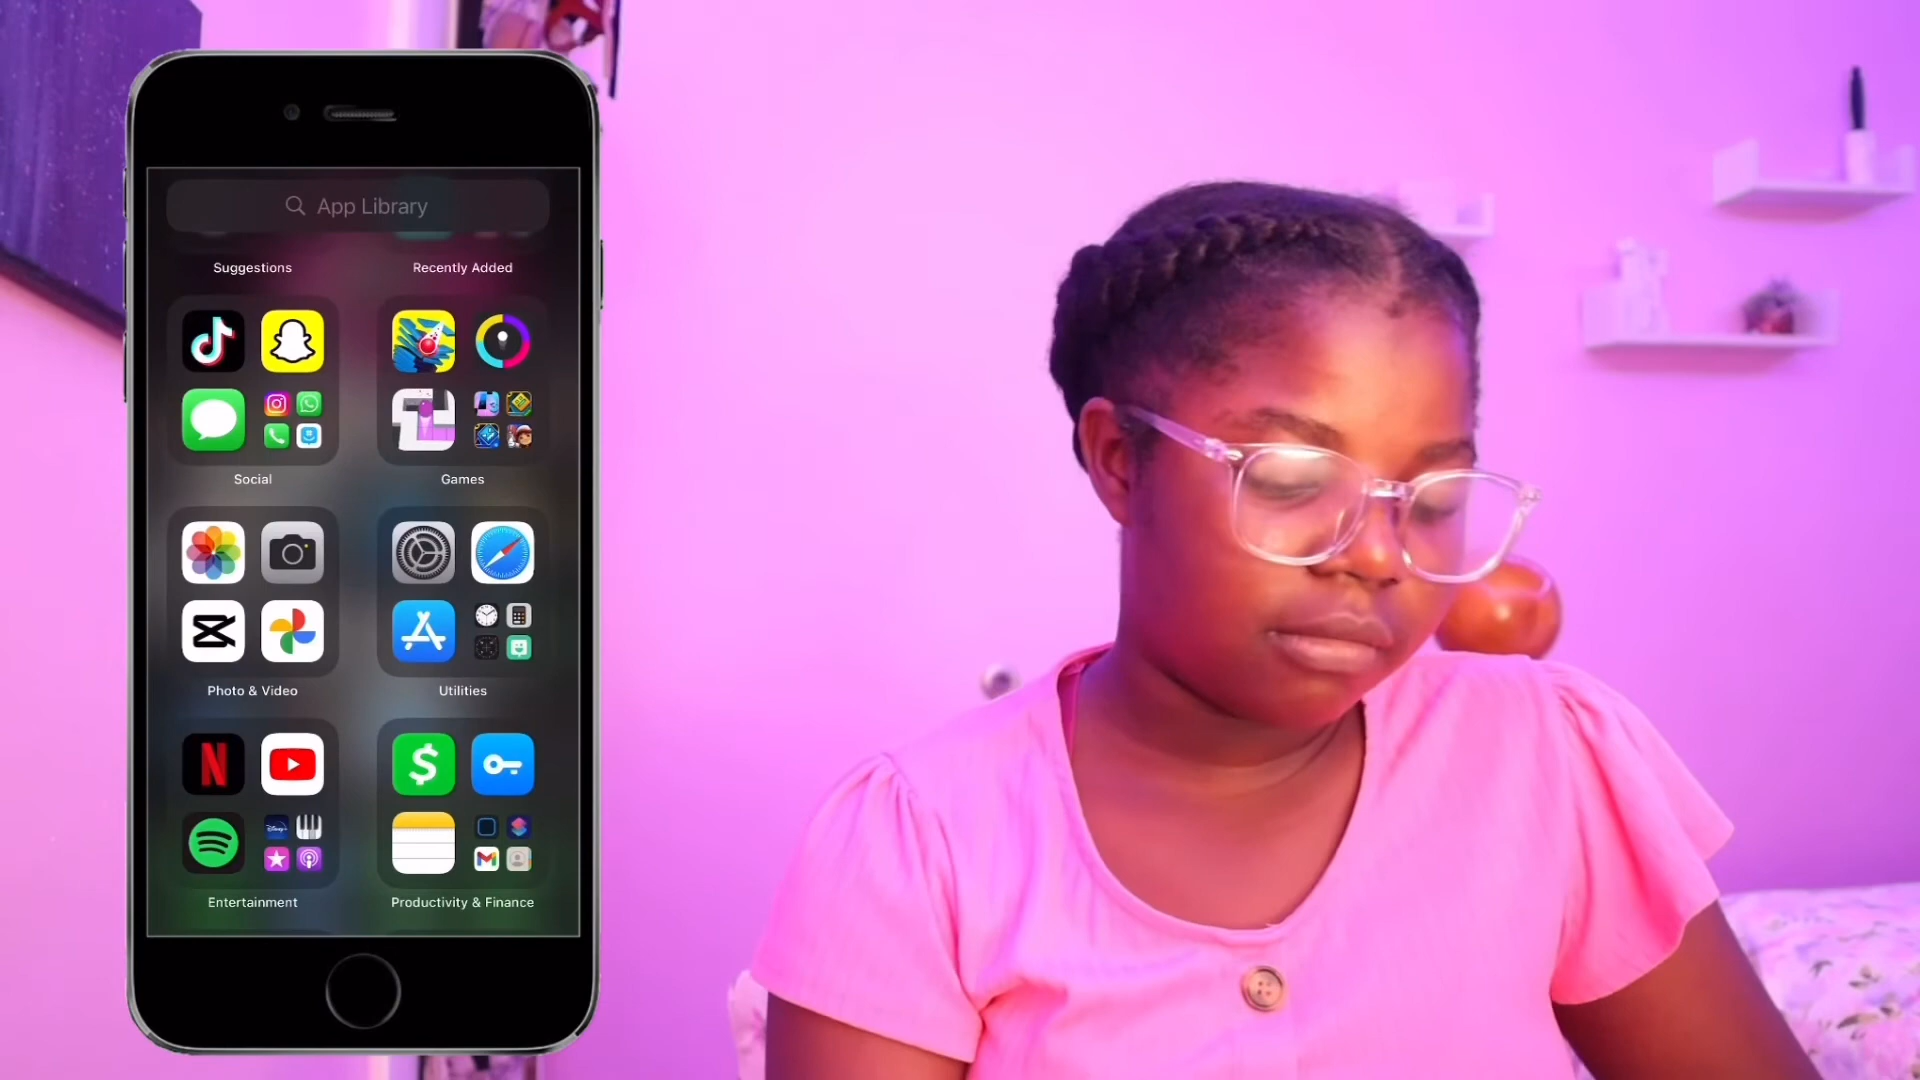 App Library
Suggestions
Recently Added
Social
Games
Photo & Video
Utilities
Entertainment
Productivity & Finance